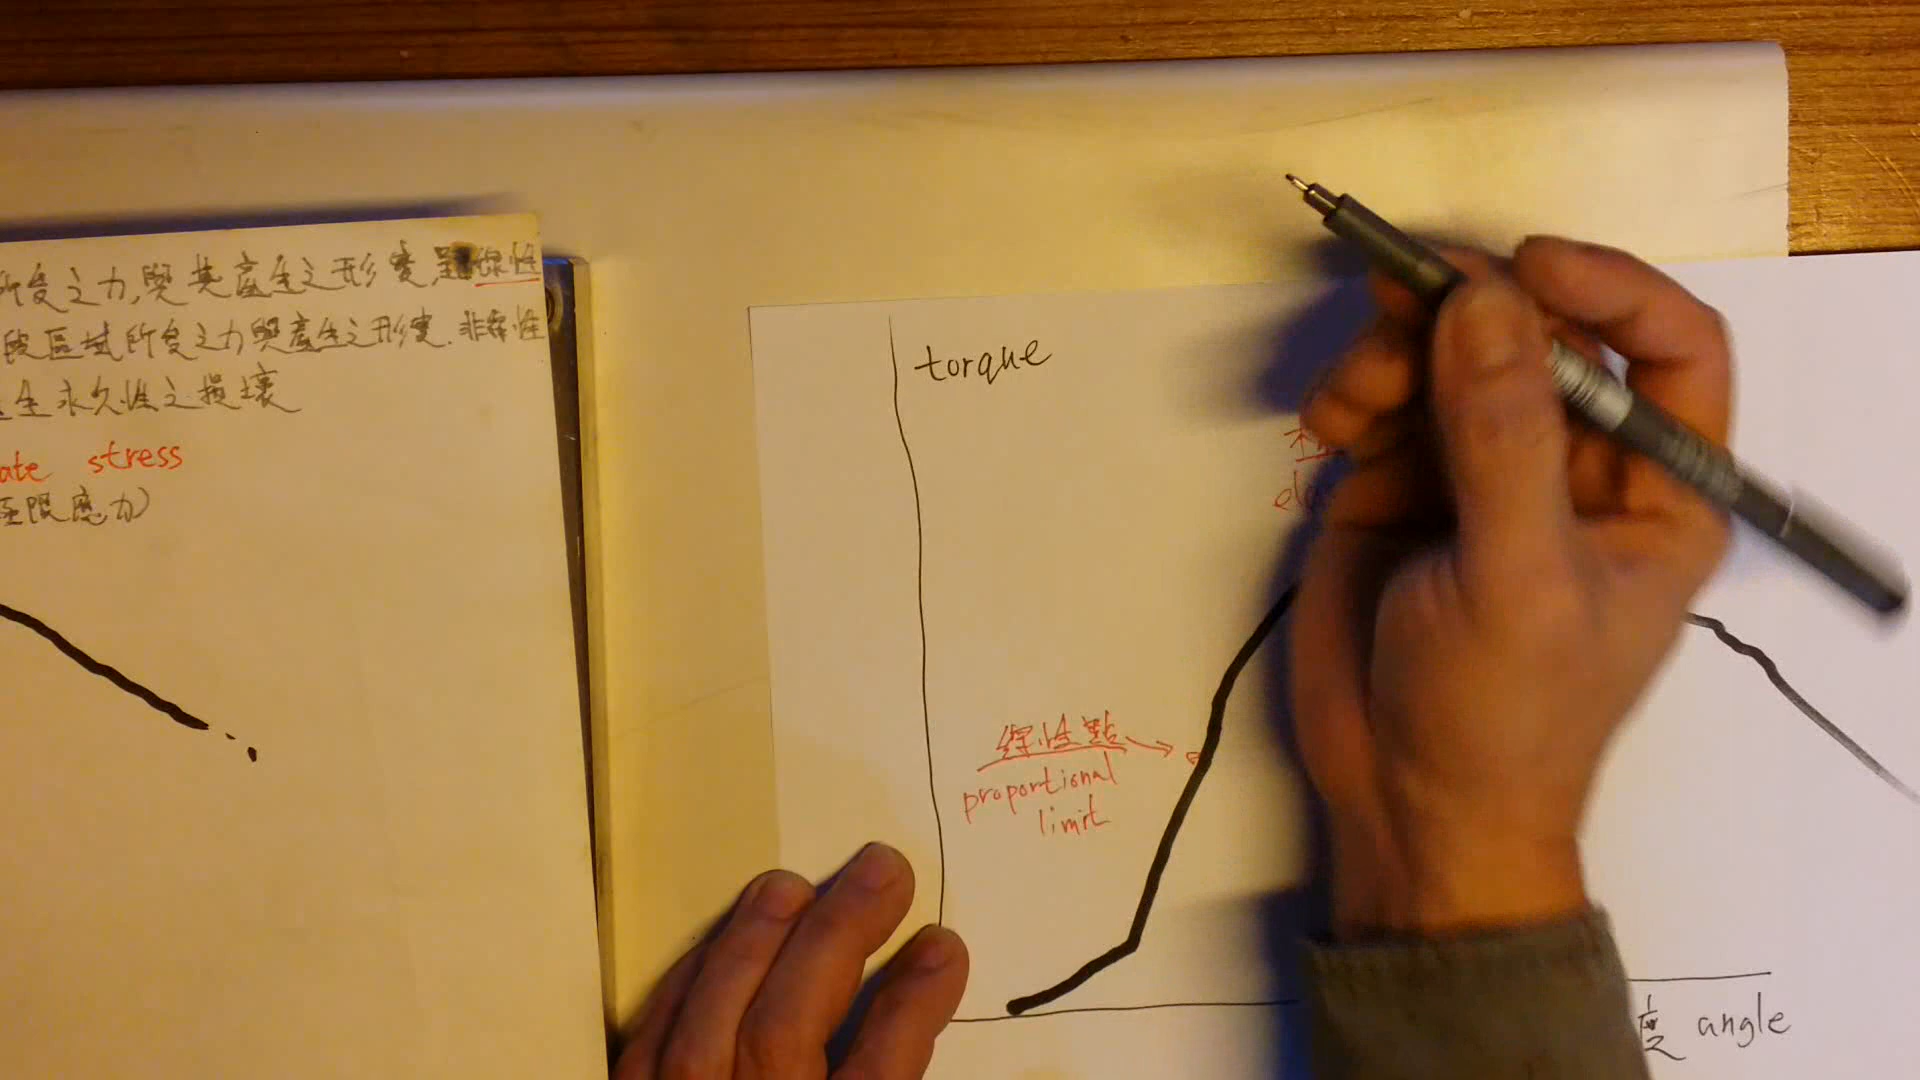 所受之力,與其產生之形變,線性
段區域所受之力與產生之形變.非線性
生永久性之損壞
ate stress
極限應力)
torque
線性點
proportional
limit
度 angle